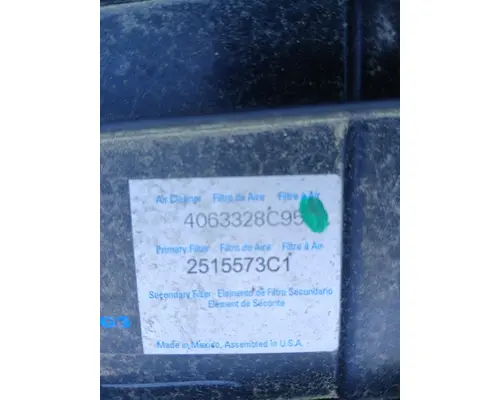 Air Cleaner Filtro de Aire Filtre à Air
4063328C95
Primary Filter Filtro de Aire Filtre à Air
2515573C1
Secondary Filter Elemento de Filtro Secundario
Element de Sécurite
Made in Mexico, Assembled in U.S.A.